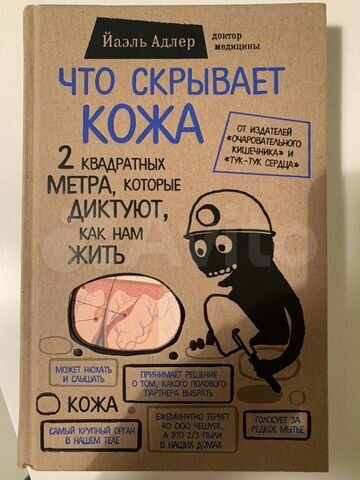 Йаэль Адлер
доктор
медицины
ЧТО СКРЫВАЕТ
КОЖА
ОТ ИЗДАТЕЛЕЙ
«ОЧАРОВАТЕЛЬНОГО
КИШЕЧНИКА» И
«ТУК-ТУК СЕРДЦА»
2 КВАДРАТНЫХ
МЕТРА, КОТОРЫЕ
ДИКТУЮТ,
КАК НАМ
ЖИТЬ
МОЖЕТ НЮХАТЬ
И СЛЫШАТЬ
ПРИНИМАЕТ РЕШЕНИЕ
О ТОМ, КАКОГО ПОЛОВОГО
ПАРТНЕРА ВЫБРАТЬ
КОЖА
САМЫЙ КРУПНЫЙ ОРГАН
В НАШЕМ ТЕЛЕ
ЕЖЕМИНУТНО ТЕРЯЕТ
40 000 ЧЕШУЕК,
А ЭТО 2/3 ПЫЛИ
В НАШИХ ДОМАХ
ГОЛОСУЕТ ЗА
РЕДКОЕ МЫТЬЕ
Avito